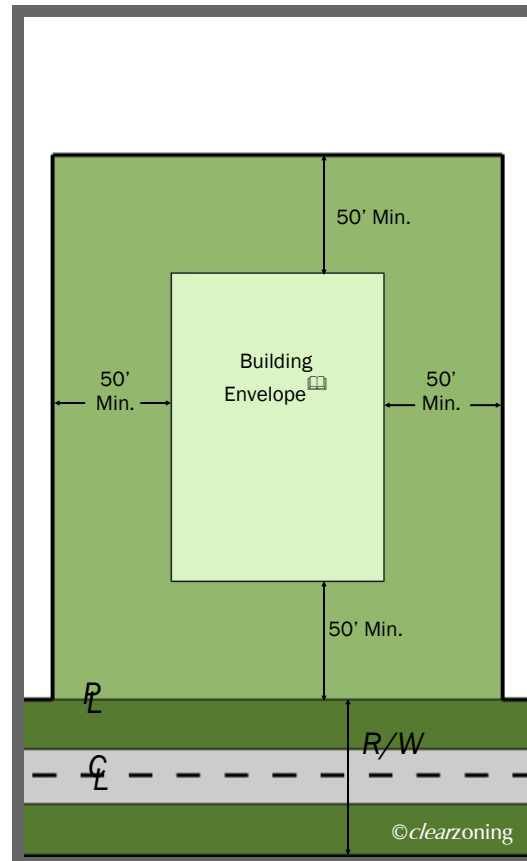 50’ Min.
Building
Envelope
50’
Min.
50’
Min.
50’ Min.
PL
R/W
CL
©clearzoning